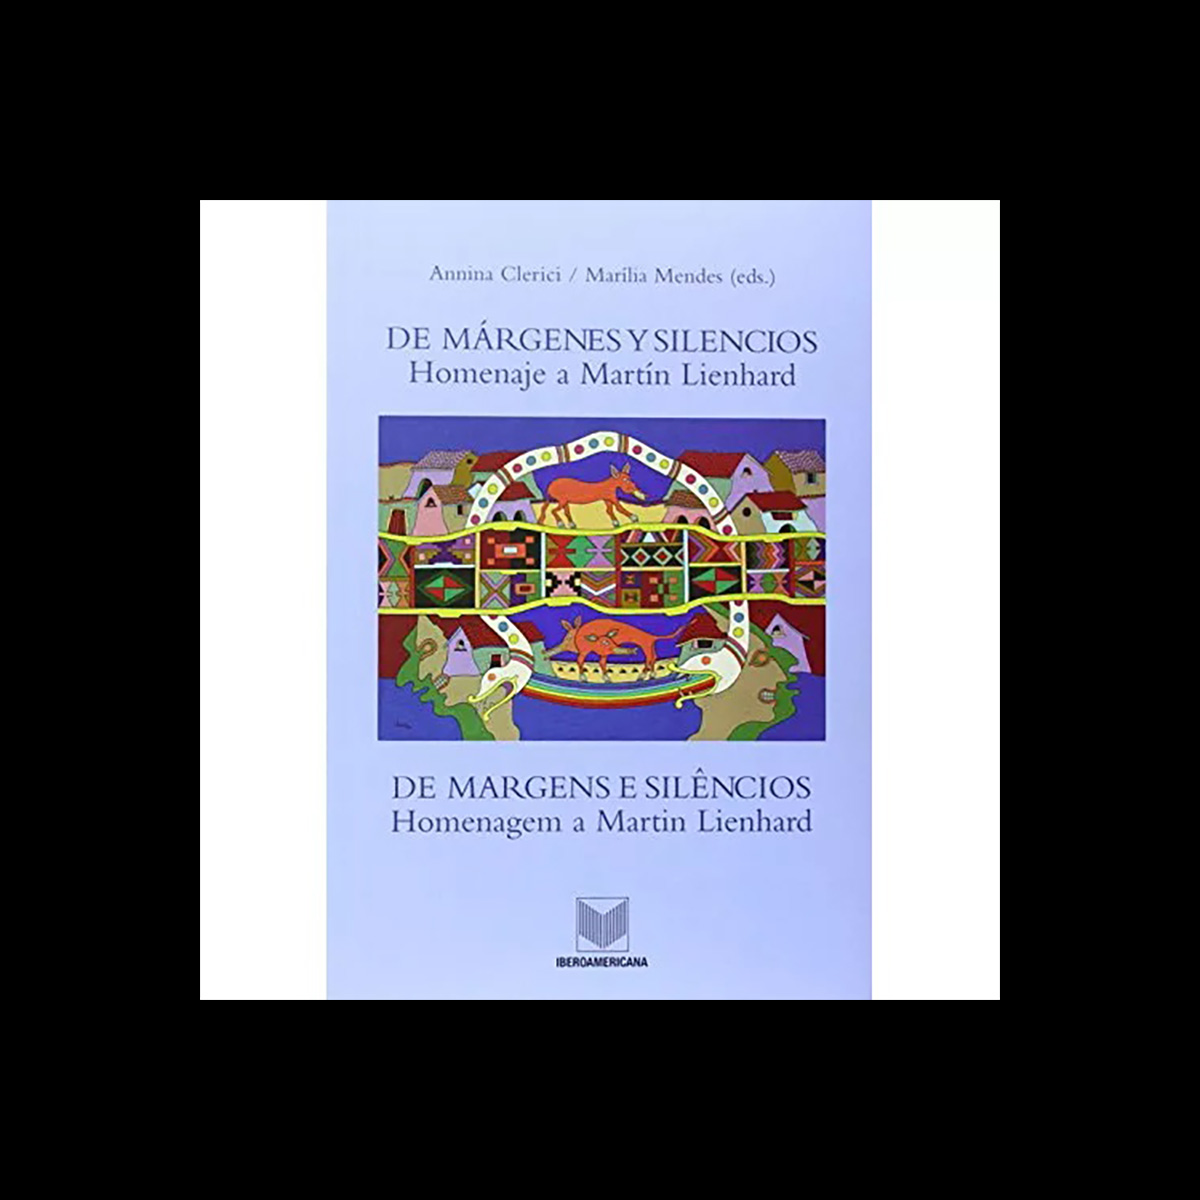 Annina Clerici / Marília Mendes (eds.)
DE MÁRGENES Y SILENCIOS
Homenaje a Martín Lienhard
DE MARGENS E SILÊNCIOS
Homenagem a Martin Lienhard
IBEROAMERICANA